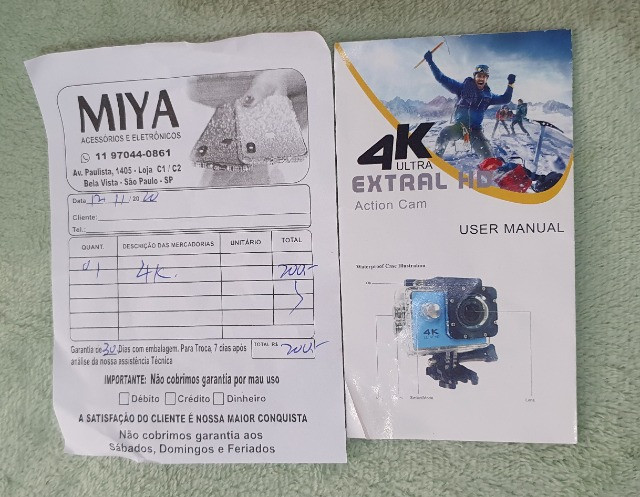 MIYA
ACESSÓRIOS E ELETRÔNICOS
11 97044-0861
Av. Paulista, 1405 - Loja C1 / C2
Bela Vista - São Paulo - SP
Data 11/20
Cliente:
Tel.:
QUANT. DESCRIÇÃO DAS MERCADORIAS UNITÁRIO TOTAL
01 4K. 200,-
Garantia de 30 Dias com embalagem. Para Troca, 7 dias após
análise da nossa assistência Técnica
TOTAL R$ 200,-
IMPORTANTE: Não cobrimos garantia por mau uso
Débito Crédito Dinheiro
A SATISFAÇÃO DO CLIENTE É NOSSA MAIOR CONQUISTA
Não cobrimos garantia aos
Sábados, Domingos e Feriados
4K
ULTRA
EXTRAL HD
Action Cam
USER MANUAL
Waterproof Case Illustration
4K
Lens